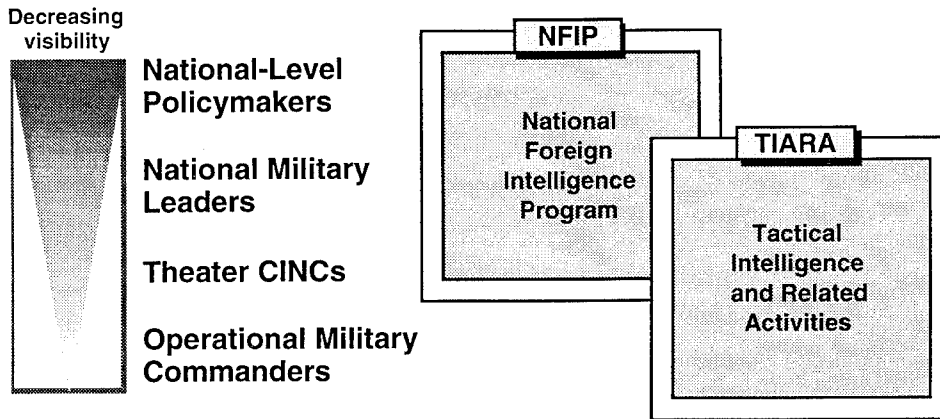 Decreasing
visibility
National-Level
Policymakers
National Military
Leaders
Theater CINCs
Operational Military
Commanders
NFIP
National
Foreign
Intelligence
Program
TIARA
Tactical
Intelligence
and Related
Activities